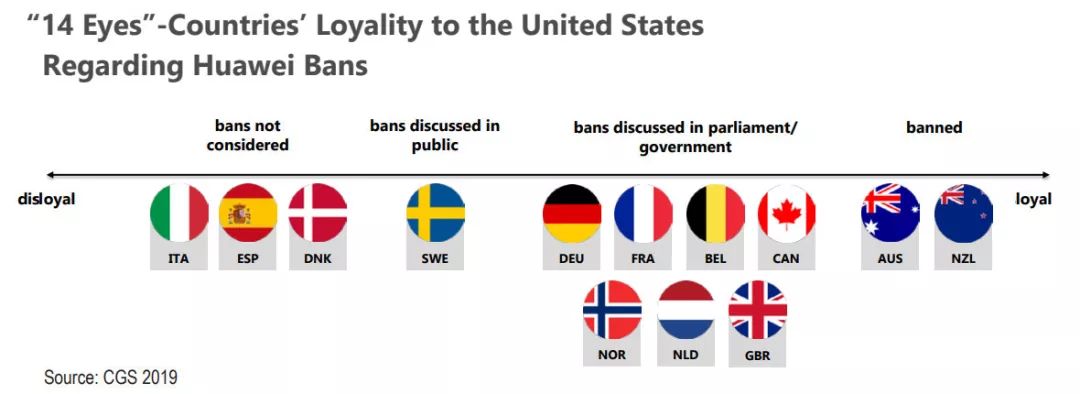 “14 Eyes”-Countries’ Loyality to the United States
Regarding Huawei Bans
bans not
considered
bans discussed in
public
bans discussed in parliament/
government
banned
disloyal
loyal
ITA
ESP
DNK
SWE
DEU
FRA
BEL
CAN
AUS
NZL
NOR
NLD
GBR
Source: CGS 2019